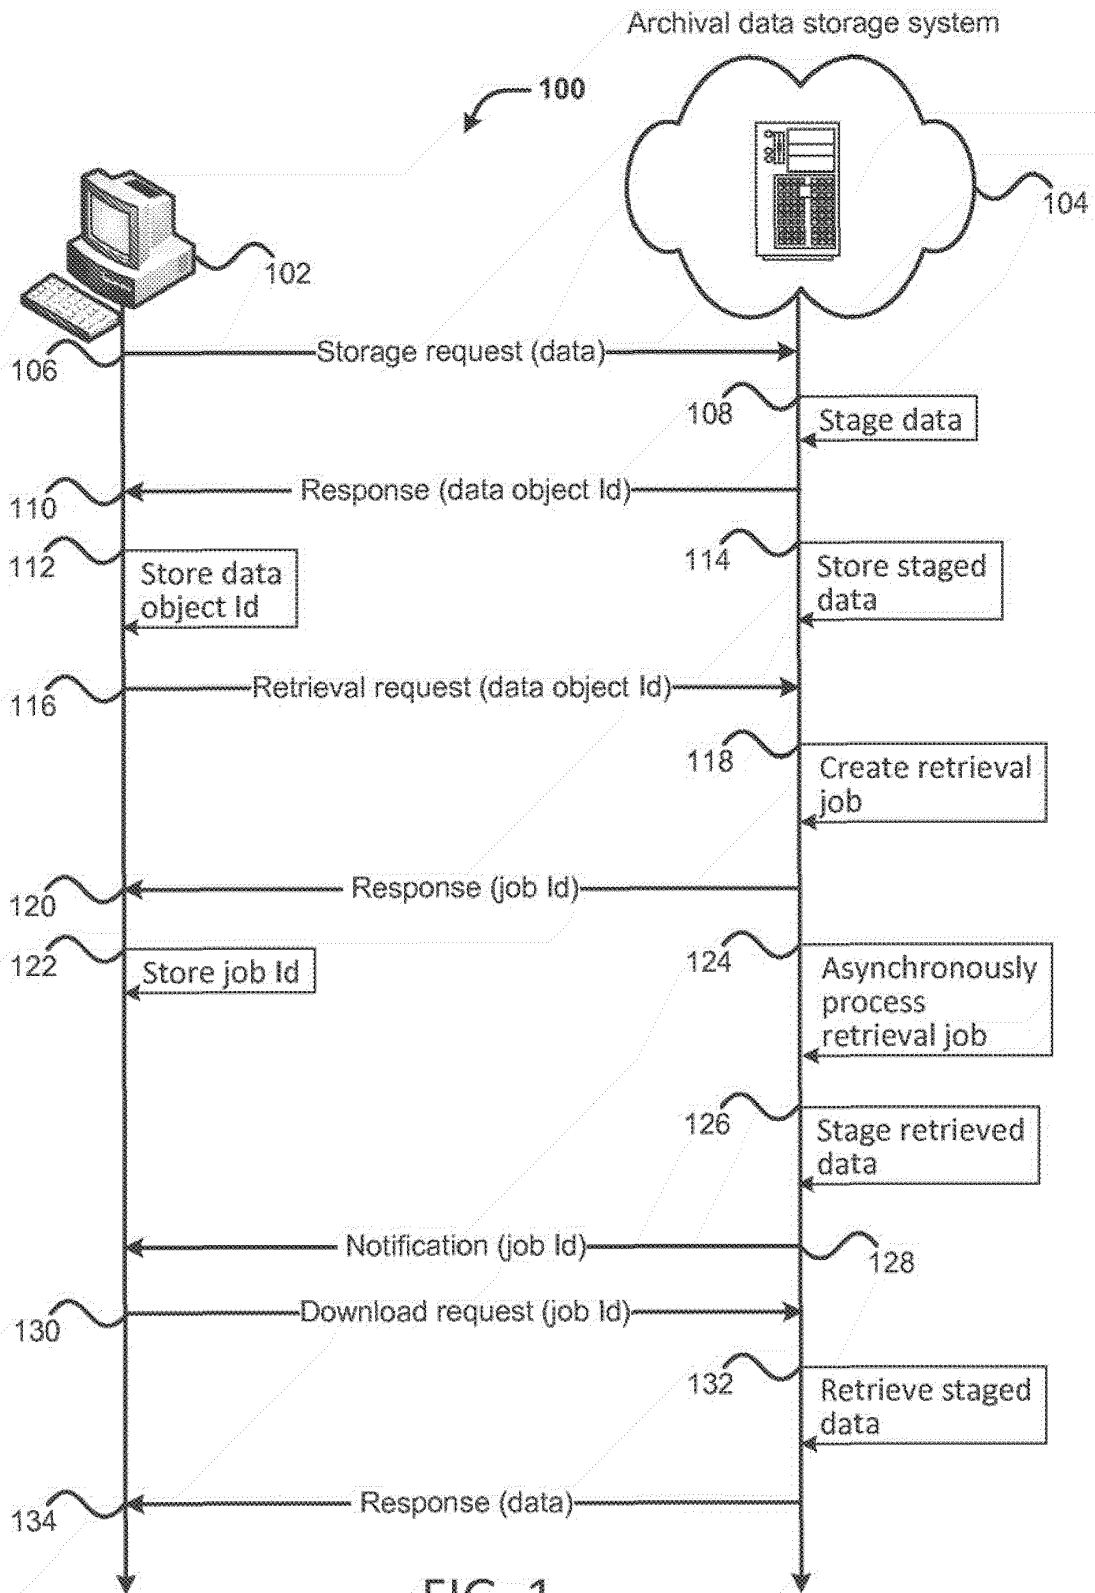 Archival data storage system
100
104
102
106
Storage request (data)
108
Stage data
110
Response (data object Id)
112
Store data
object Id
114
Store staged
data
116
Retrieval request (data object Id)
118
Create retrieval
job
120
Response (job Id)
122
Store job Id
124
Asynchronously
process
retrieval job
126
Stage retrieved
data
Notification (job Id)
128
130
Download request (job Id)
132
Retrieve staged
data
134
Response (data)
FIG. 1